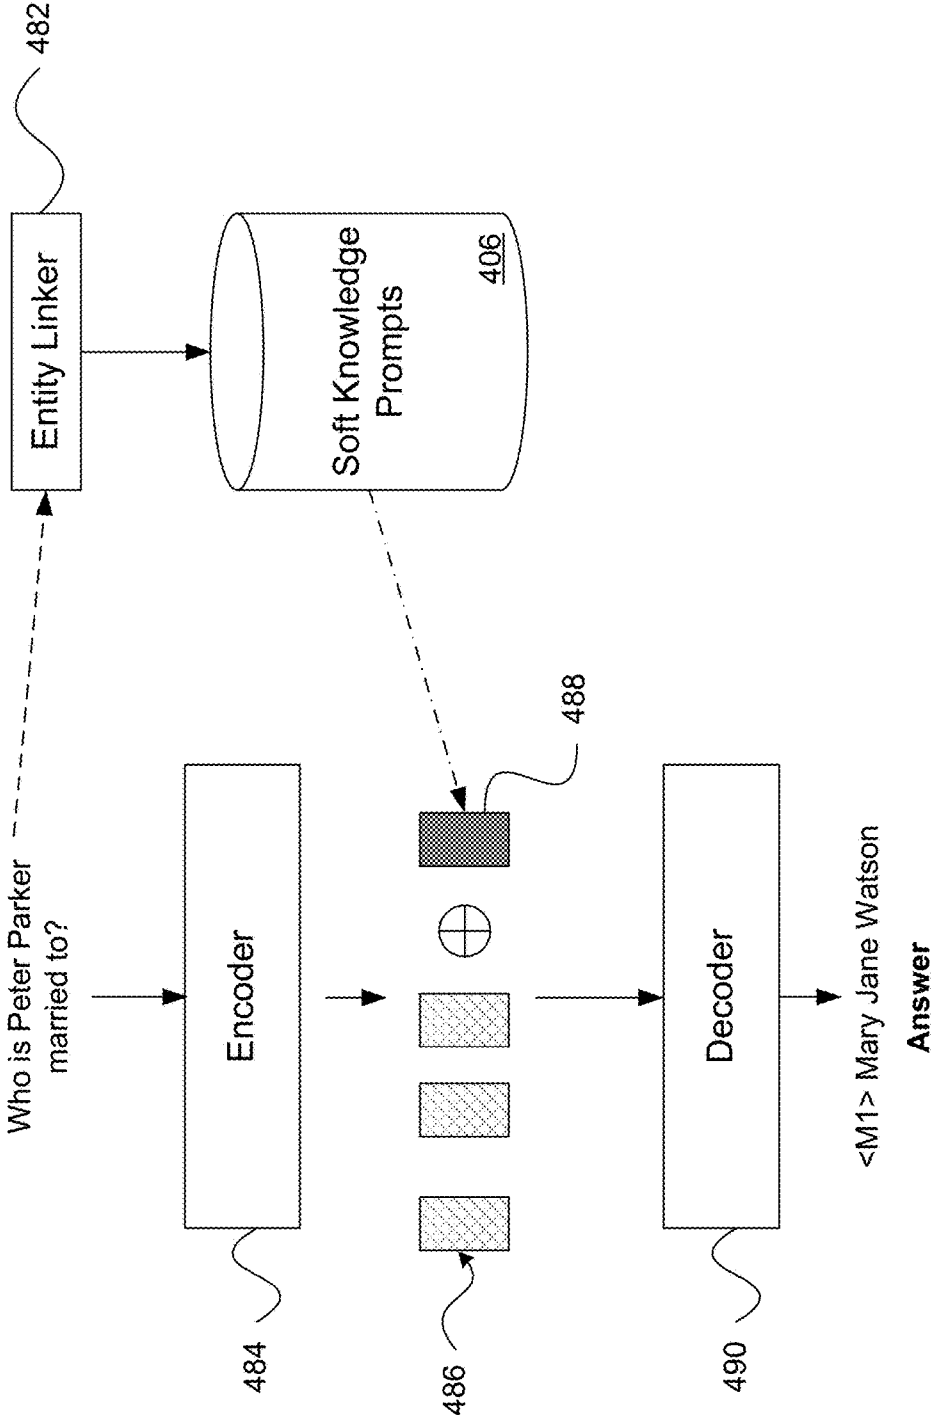 Who is Peter Parker
married to?
Entity Linker
482
Encoder
484
Soft Knowledge
Prompts
406
486
488
Decoder
490
<M1> Mary Jane Watson
Answer